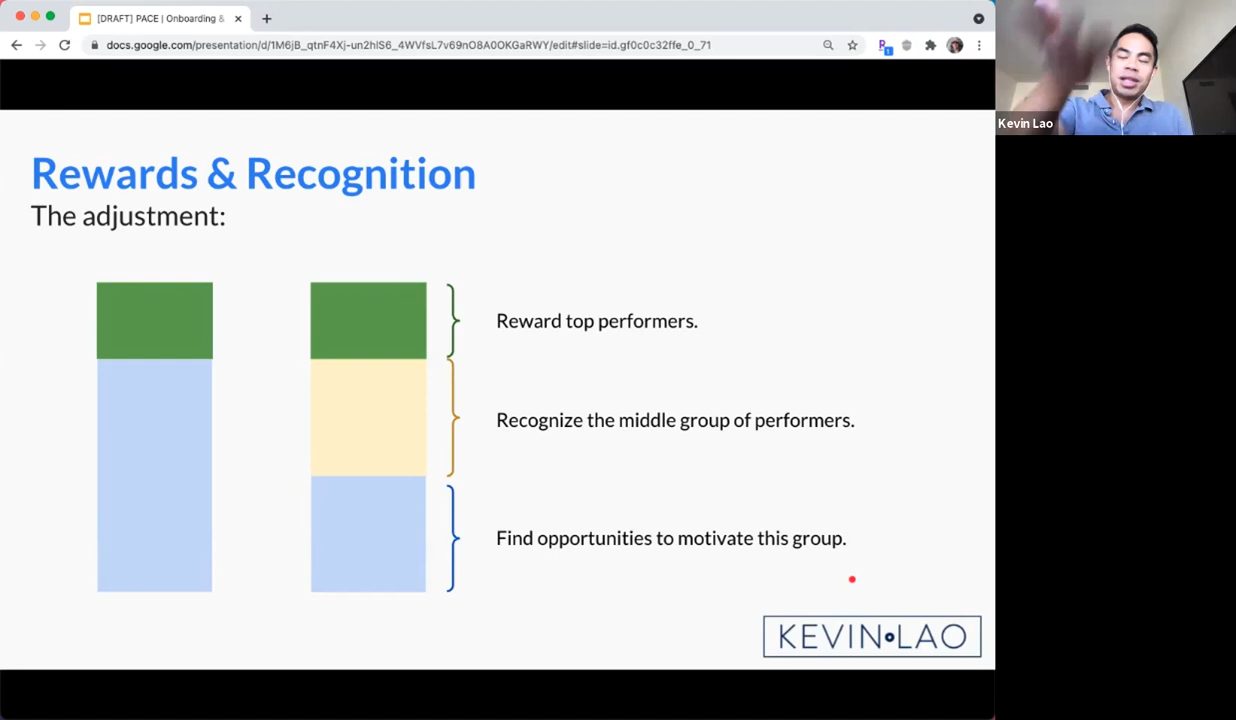 [DRAFT] PACE | Onboarding &
docs.google.com/presentation/d/1M6jB_qtnF4Xj-un2hlS6_4WVfsL7v69nO8A0OKGaRWY/edit#slide=id.gf0c0c32ffe_0_71
Kevin Lao
Rewards & Recognition
The adjustment:
Reward top performers.
Recognize the middle group of performers.
Find opportunities to motivate this group.
KEVIN LAO